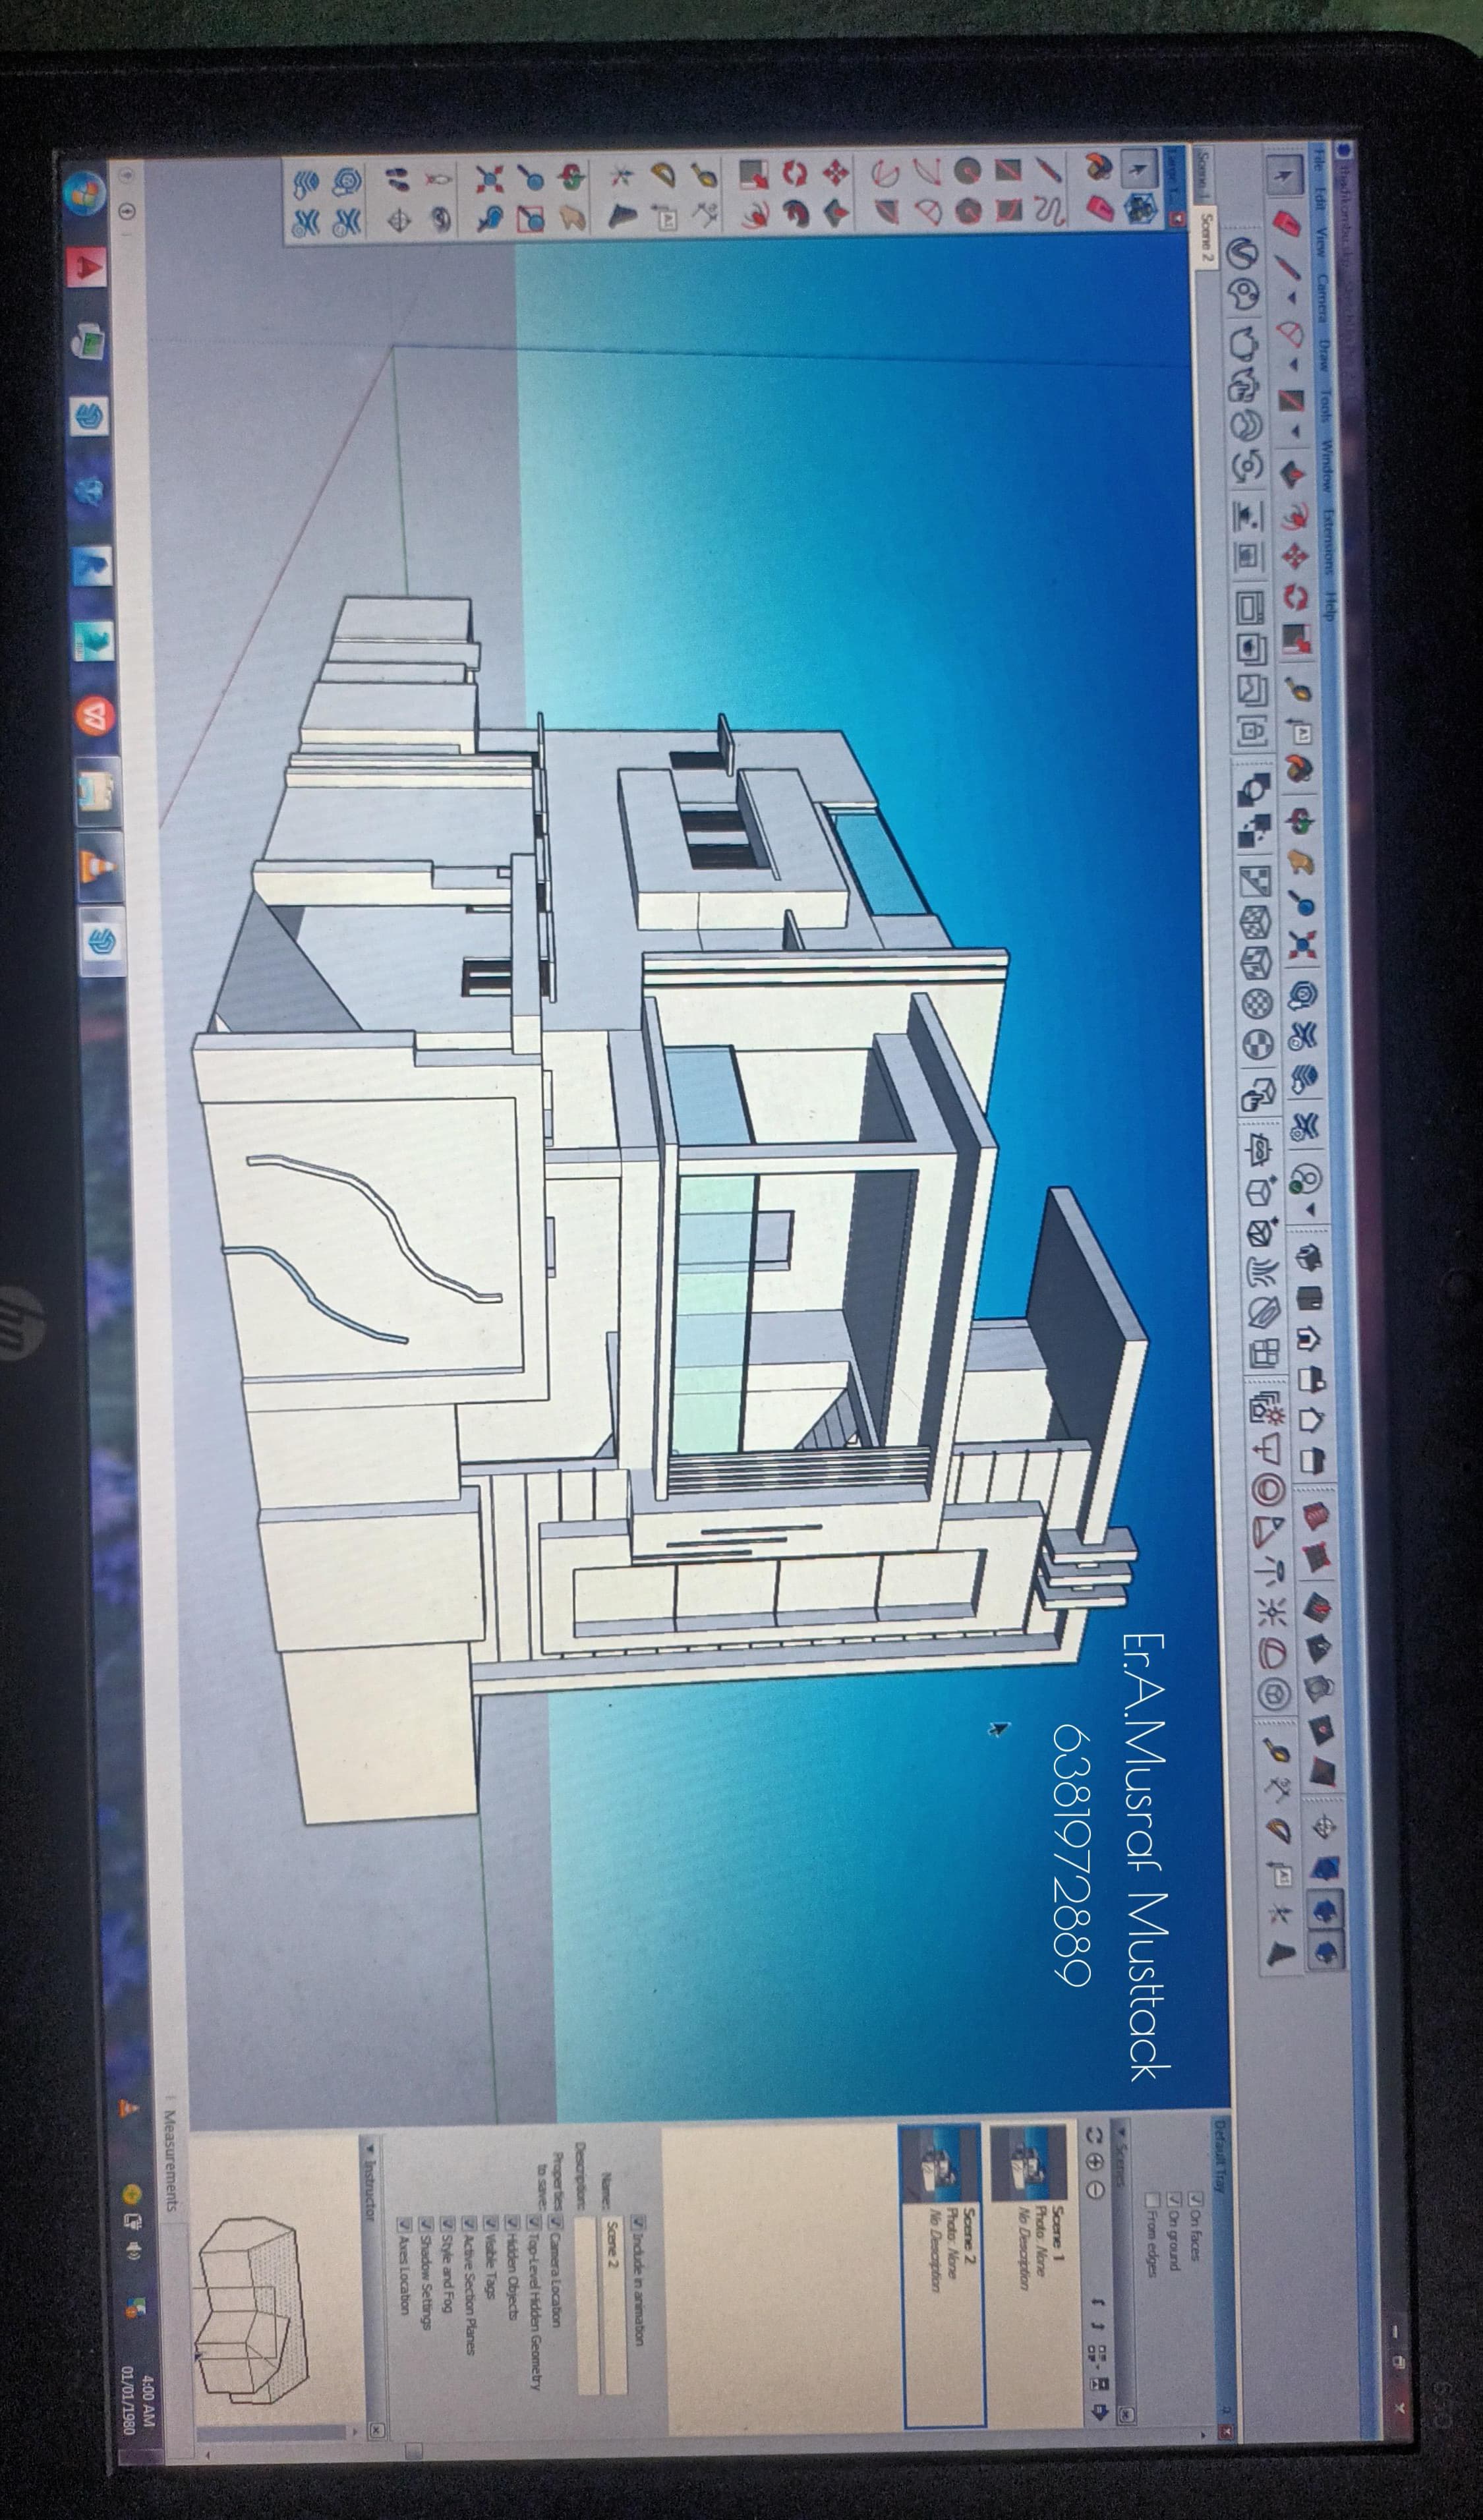 650
thadikombu.skp - SketchUp Pro
File Edit View Camera Draw Tools Window Extensions Help
Scene 1 Scene 2
Large T...
Er.A.Musraf Musttack
6381972889
Default Tray
On faces
On ground
From edges
Scenes
Scene 1
Photo: None
No Description
Scene 2
Photo: None
No Description
Include in animation
Name: Scene 2
Description:
Properties to save:
Camera Location
Top-Level Hidden Geometry
Hidden Objects
Visible Tags
Active Section Planes
Style and Fog
Shadow Settings
Axes Location
Instructor
Measurements
4:00 AM
01/01/1980
hp